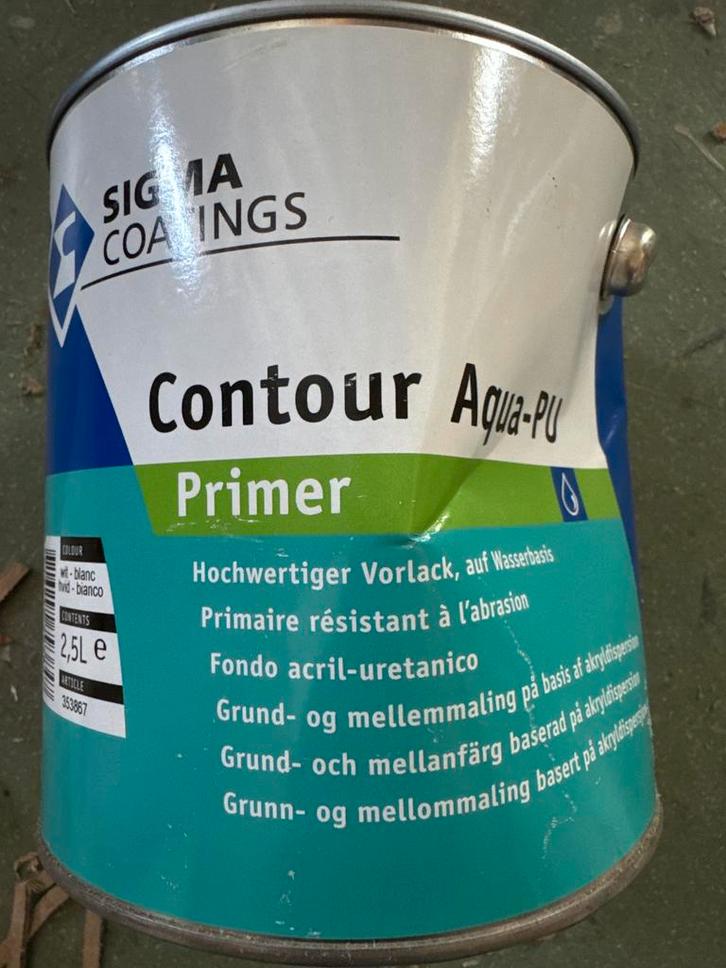 SIGMA
COATINGS
Contour Aqua-PU
Primer
Hochwertiger Vorlack, auf Wasserbasis
Primaire résistant à l'abrasion
Fondo acril-uretanico
Grund- og mellemmaling på basis af akryldispersion
Grund- och mellanfärg baserad på akryldispersion
Grunn- og mellommaling basert på akryldispersjon
COLOUR
wit - blanc
hvid - bianco
CONTENTS
2,5L e
ARTICLE
353867